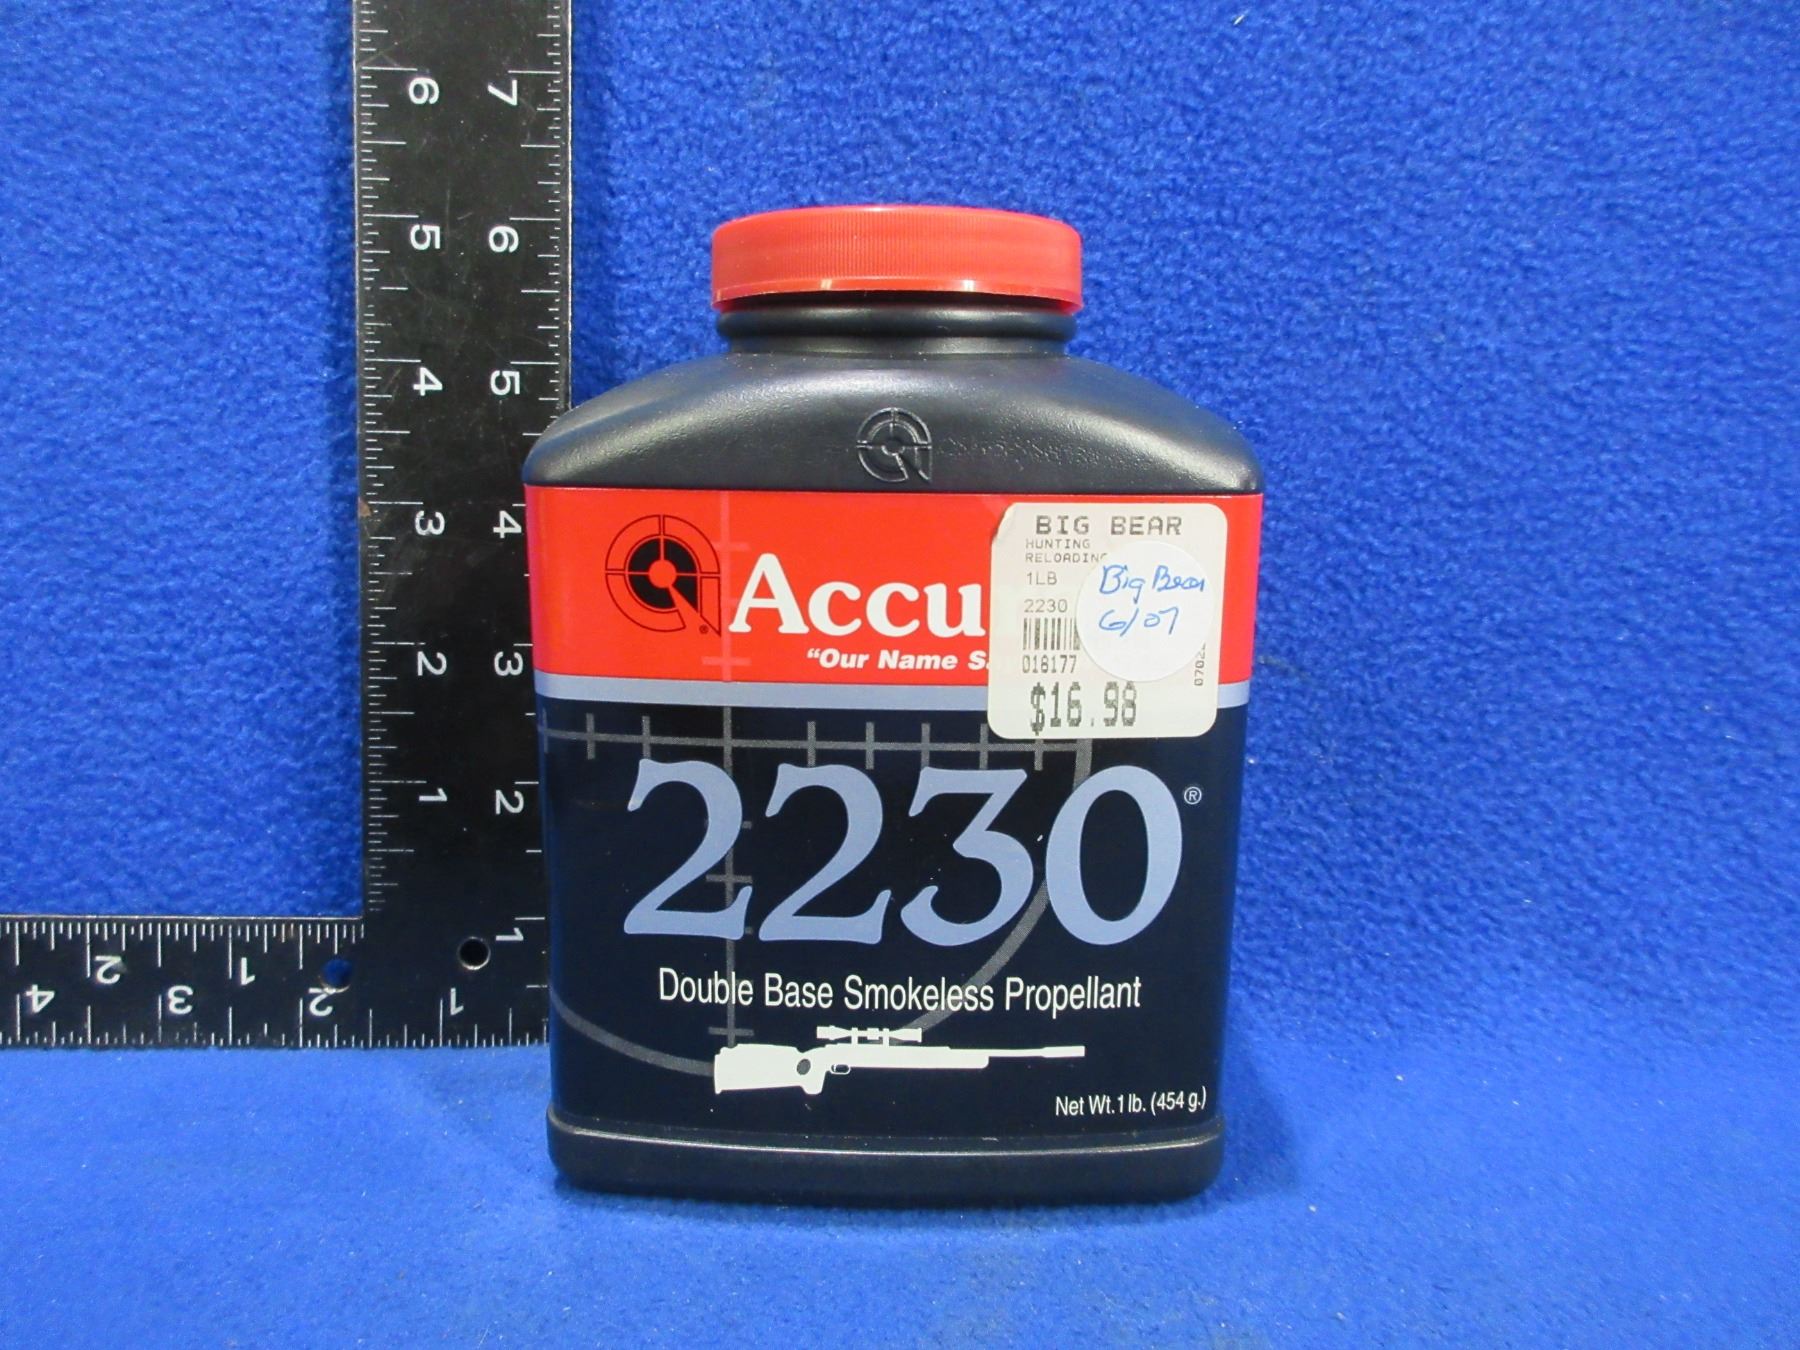 6 7
5 6
4 5
3 4
2 3
1 2
1
2 1
4 3 2 1
BIG BEAR
HUNTING
RELOADING
1LB
2230
018177
$16.98
Big Bear
6/07
Accu
"Our Name S
2230®
Double Base Smokeless Propellant
Net Wt. 1 lb. (454 g.)